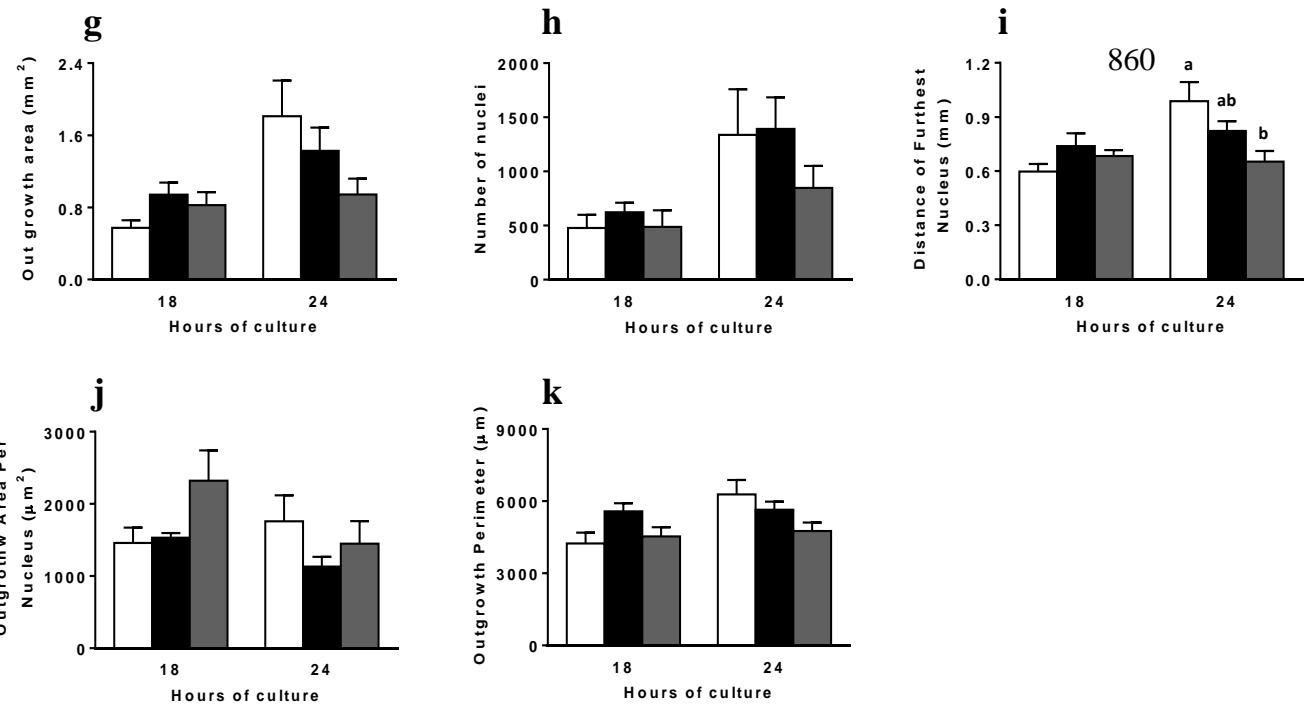 g
Out growth area (mm²)
2.4
1.6
0.8
0.0
18 24
Hours of culture
h
Number of nuclei
2000
1500
1000
500
0
18 24
Hours of culture
i
860
Distance of Furthest
Nucleus (mm)
1.2
0.9
0.6
0.3
0.0
a
ab
b
18 24
Hours of culture
j
Area Per
Nucleus (µm²)
3000
2000
1000
0
18 24
Hours of culture
k
Outgrowth Perimeter (µm)
9000
6000
3000
0
18 24
Hours of culture